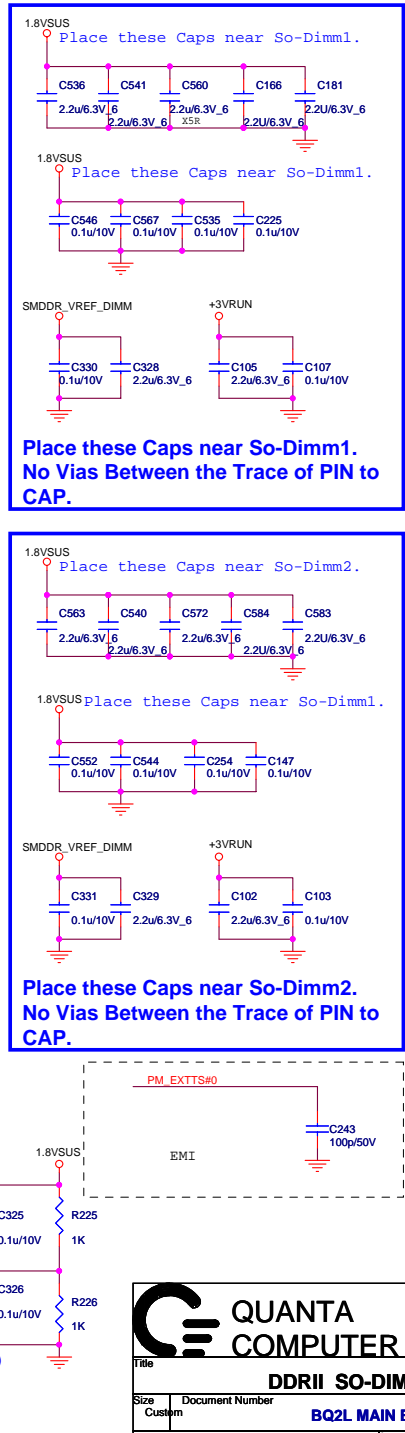 1.8VSUS
Place these Caps near So-Dimm1.
C536 C541 C560 C166 C181
2.2u/6.3V_6 2.2u/6.3V_6 2.2U/6.3V_6
2.2u/6.3V_6 X5R 2.2U/6.3V_6
1.8VSUS
Place these Caps near So-Dimm1.
C546 C567 C535 C225
0.1u/10V 0.1u/10V 0.1u/10V 0.1u/10V
SMDDR_VREF_DIMM +3VRUN
C330 C328 C105 C107
0.1u/10V 2.2u/6.3V_6 2.2u/6.3V_6 0.1u/10V
Place these Caps near So-Dimm1.
No Vias Between the Trace of PIN to
CAP.
1.8VSUS
Place these Caps near So-Dimm2.
C563 C540 C572 C584 C583
2.2u/6.3V_6 2.2u/6.3V_6 2.2U/6.3V_6
2.2u/6.3V_6 2.2U/6.3V_6
1.8VSUS Place these Caps near So-Dimm1.
C552 C544 C254 C147
0.1u/10V 0.1u/10V 0.1u/10V 0.1u/10V
SMDDR_VREF_DIMM +3VRUN
C331 C329 C102 C103
0.1u/10V 2.2u/6.3V_6 2.2u/6.3V_6 0.1u/10V
Place these Caps near So-Dimm2.
No Vias Between the Trace of PIN to
CAP.
PM_EXTTS#0
C243
100p/50V
EMI
1.8VSUS
C325 R225
0.1u/10V 1K
C326 R226
0.1u/10V 1K
QUANTA
COMPUTER
Title
DDRII SO-DIM
Size Document Number
Custom BQ2L MAIN